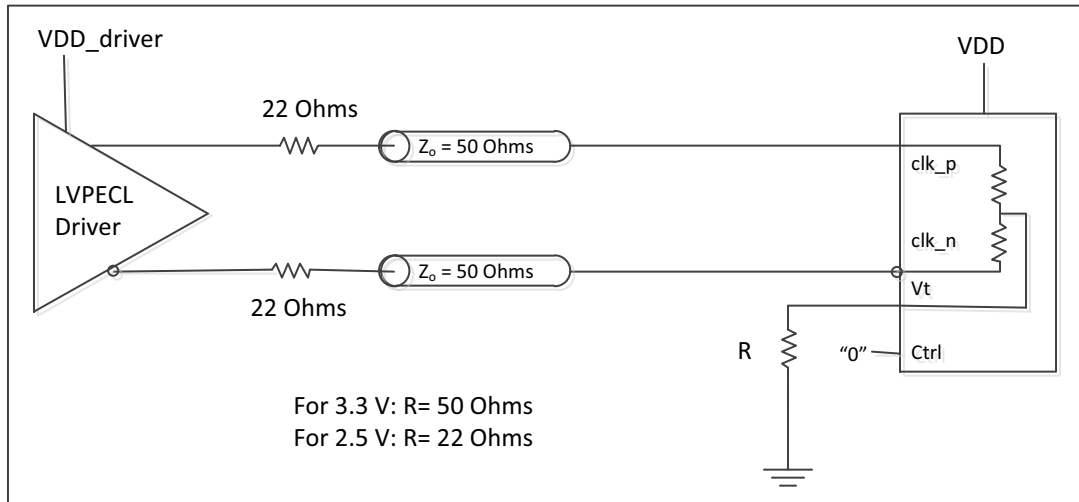 VDD_driver
VDD
22 Ohms
Zo = 50 Ohms
clk_p
LVPECL
Driver
clk_n
Zo = 50 Ohms
Vt
22 Ohms
R
“0”
Ctrl
For 3.3 V: R= 50 Ohms
For 2.5 V: R= 22 Ohms